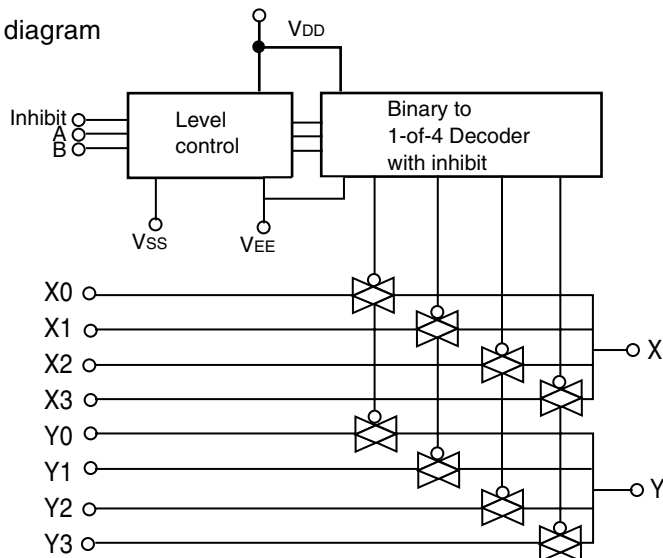 diagram
VDD
Inhibit
A
B
Level
control
Binary to
1-of-4 Decoder
with inhibit
VSS
VEE
X0
X1
X2
X3
X
Y0
Y1
Y2
Y3
Y